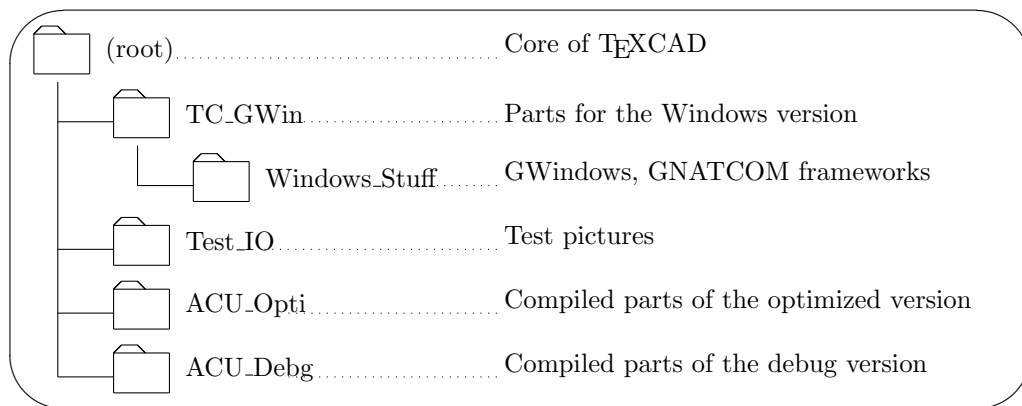 (root) Core of TEXCAD
TC_GWin Parts for the Windows version
Windows_Stuff GWindows, GNATCOM frameworks
Test_IO Test pictures
ACU_Opti Compiled parts of the optimized version
ACU_Debg Compiled parts of the debug version